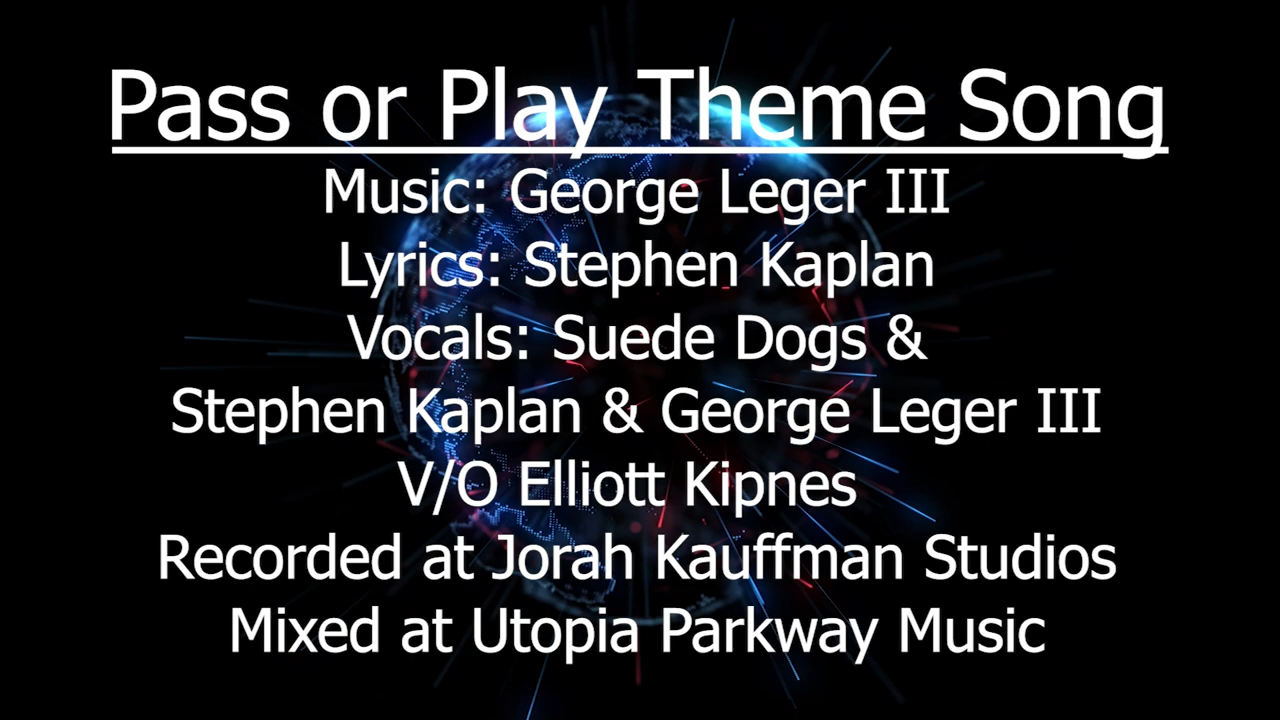 Pass or Play Theme Song
Music: George Leger III
Lyrics: Stephen Kaplan
Vocals: Suede Dogs &
Stephen Kaplan & George Leger III
V/O Elliott Kipnes
Recorded at Jorah Kauffman Studios
Mixed at Utopia Parkway Music